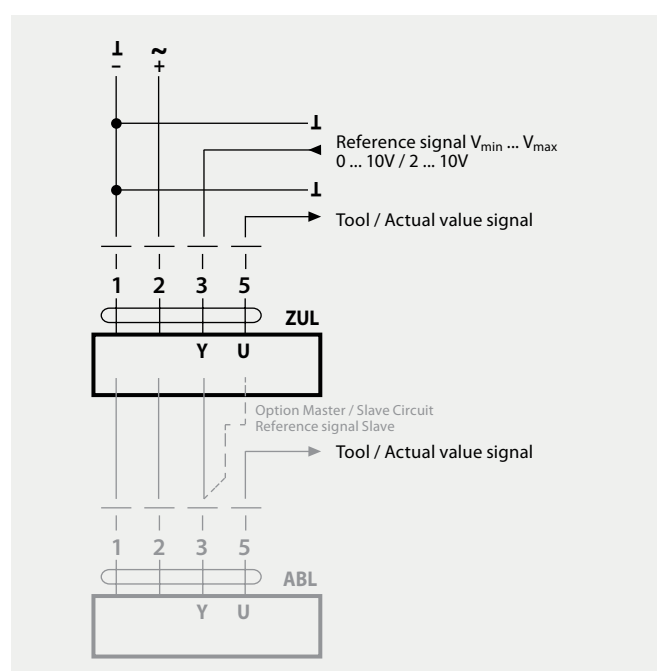 ⊥ ~
– +
⊥
Reference signal Vmin ... Vmax
0 ... 10V / 2 ... 10V
⊥
Tool / Actual value signal
1 2 3 5
ZUL
Y U
Option Master / Slave Circuit
Reference signal Slave
Tool / Actual value signal
1 2 3 5
ABL
Y U